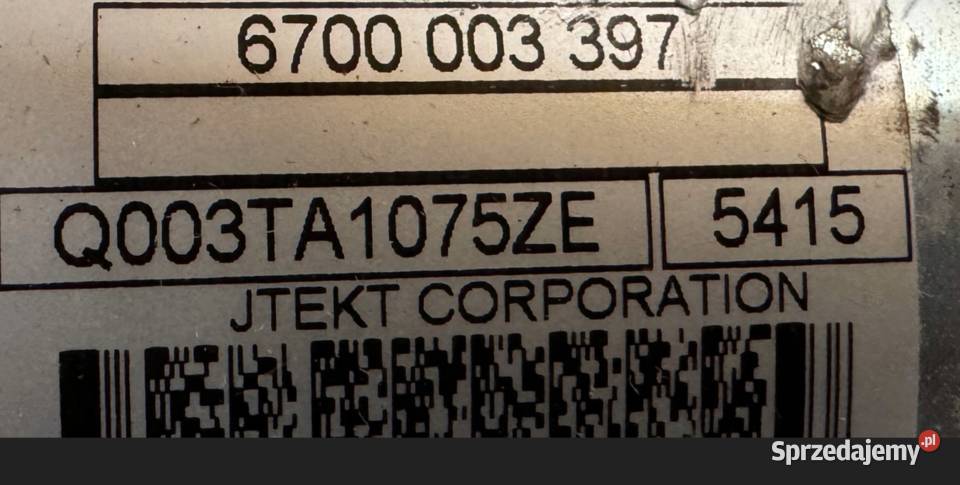 6700 003 397
Q003TA1075ZE 5415
JTEKT CORPORATION
Sprzedajemy.pl